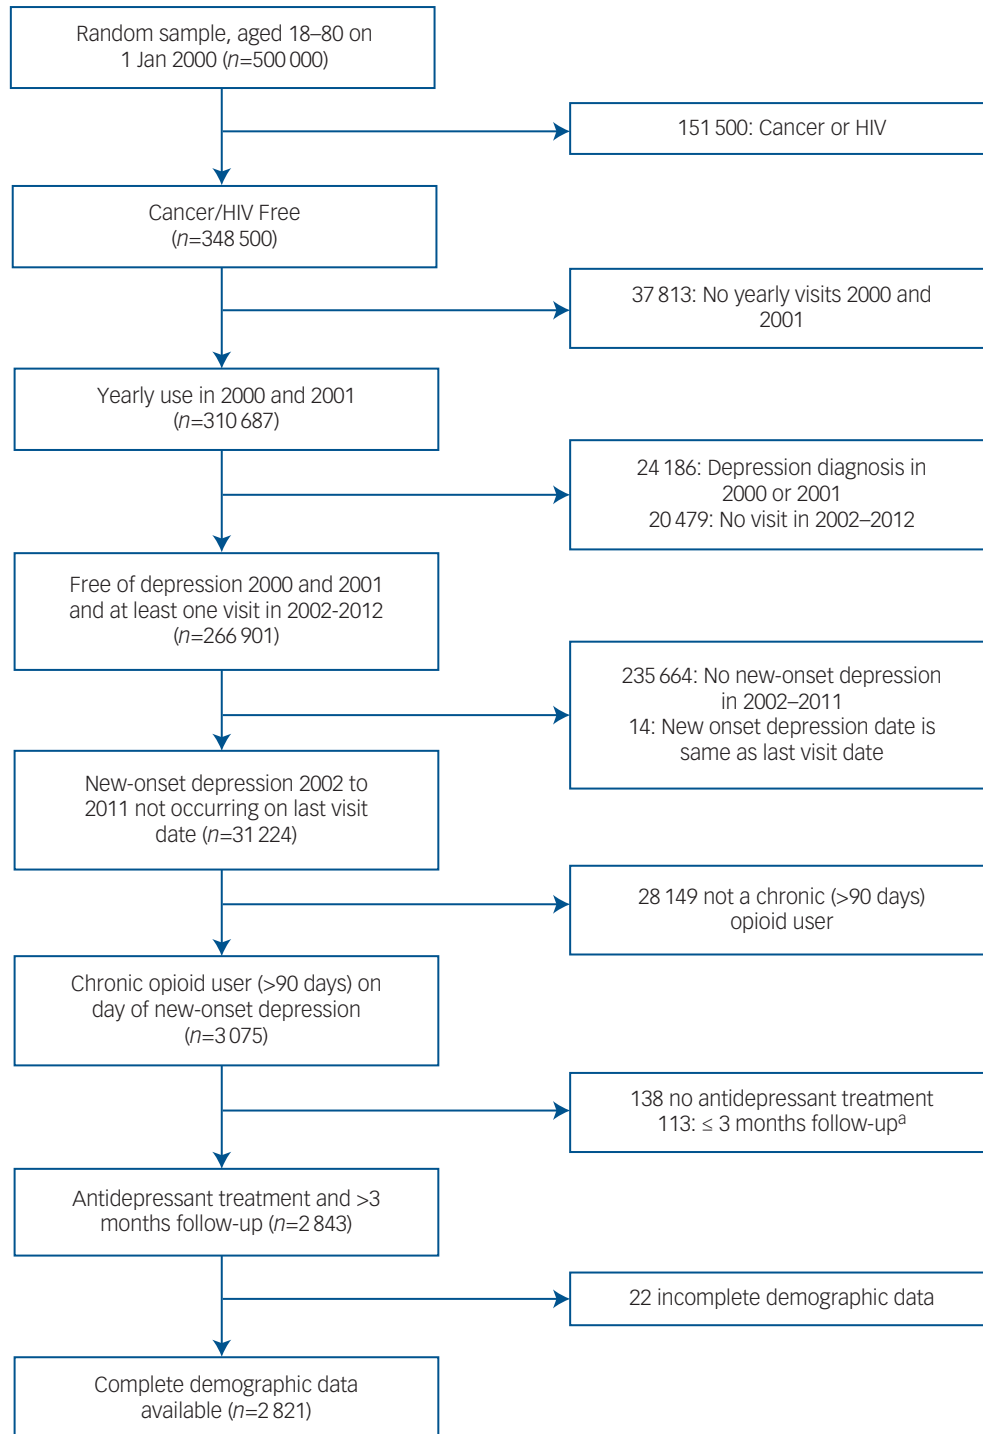 Random sample, aged 18–80 on
1 Jan 2000 (n=500 000)
151 500: Cancer or HIV
Cancer/HIV Free
(n=348 500)
37 813: No yearly visits 2000 and
2001
Yearly use in 2000 and 2001
(n=310 687)
24 186: Depression diagnosis in
2000 or 2001
20 479: No visit in 2002–2012
Free of depression 2000 and 2001
and at least one visit in 2002-2012
(n=266 901)
235 664: No new-onset depression
in 2002–2011
14: New onset depression date is
same as last visit date
New-onset depression 2002 to
2011 not occurring on last visit
date (n=31 224)
28 149 not a chronic (>90 days)
opioid user
Chronic opioid user (>90 days) on
day of new-onset depression
(n=3 075)
138 no antidepressant treatment
113: ≤ 3 months follow-upa
Antidepressant treatment and >3
months follow-up (n=2 843)
22 incomplete demographic data
Complete demographic data
available (n=2 821)